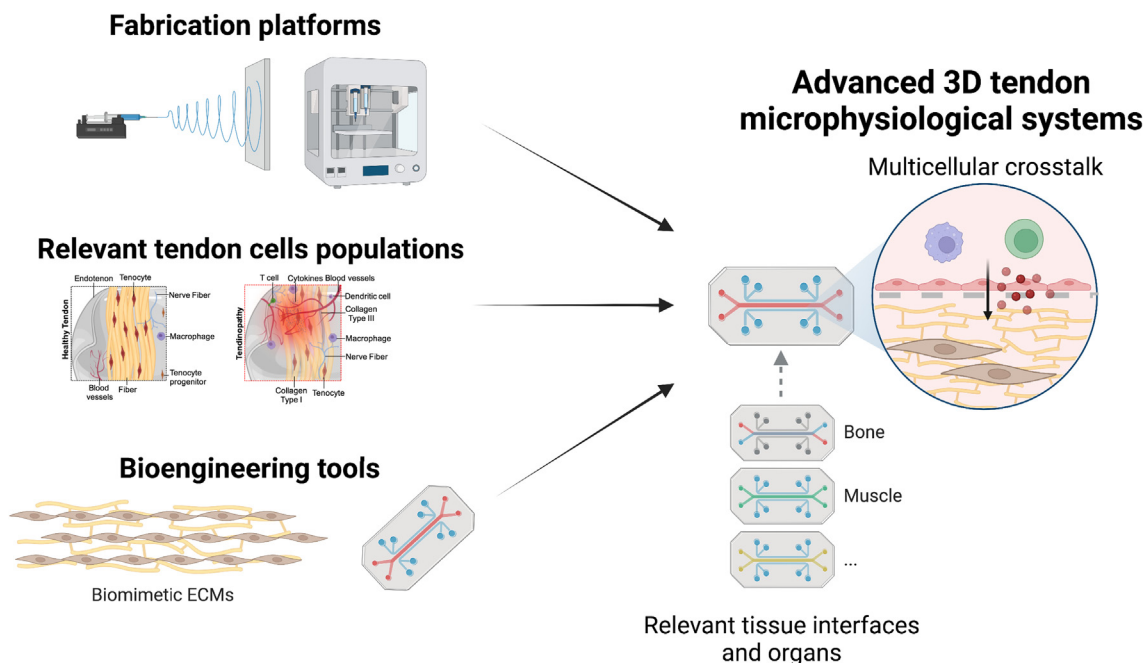 Fabrication platforms
Advanced 3D tendon
microphysiological systems
Multicellular crosstalk
Relevant tendon cells populations
Endotenon
Tenocyte
Healthy Tendon
Nerve Fiber
Macrophage
Tenocyte
progenitor
Blood
vessels
Fiber
T cell
Cytokines
Blood vessels
Tendinopathy
Dendritic cell
Collagen
Type III
Macrophage
Nerve Fiber
Collagen
Type I
Tenocyte
Bioengineering tools
Biomimetic ECMs
Bone
Muscle
...
Relevant tissue interfaces
and organs